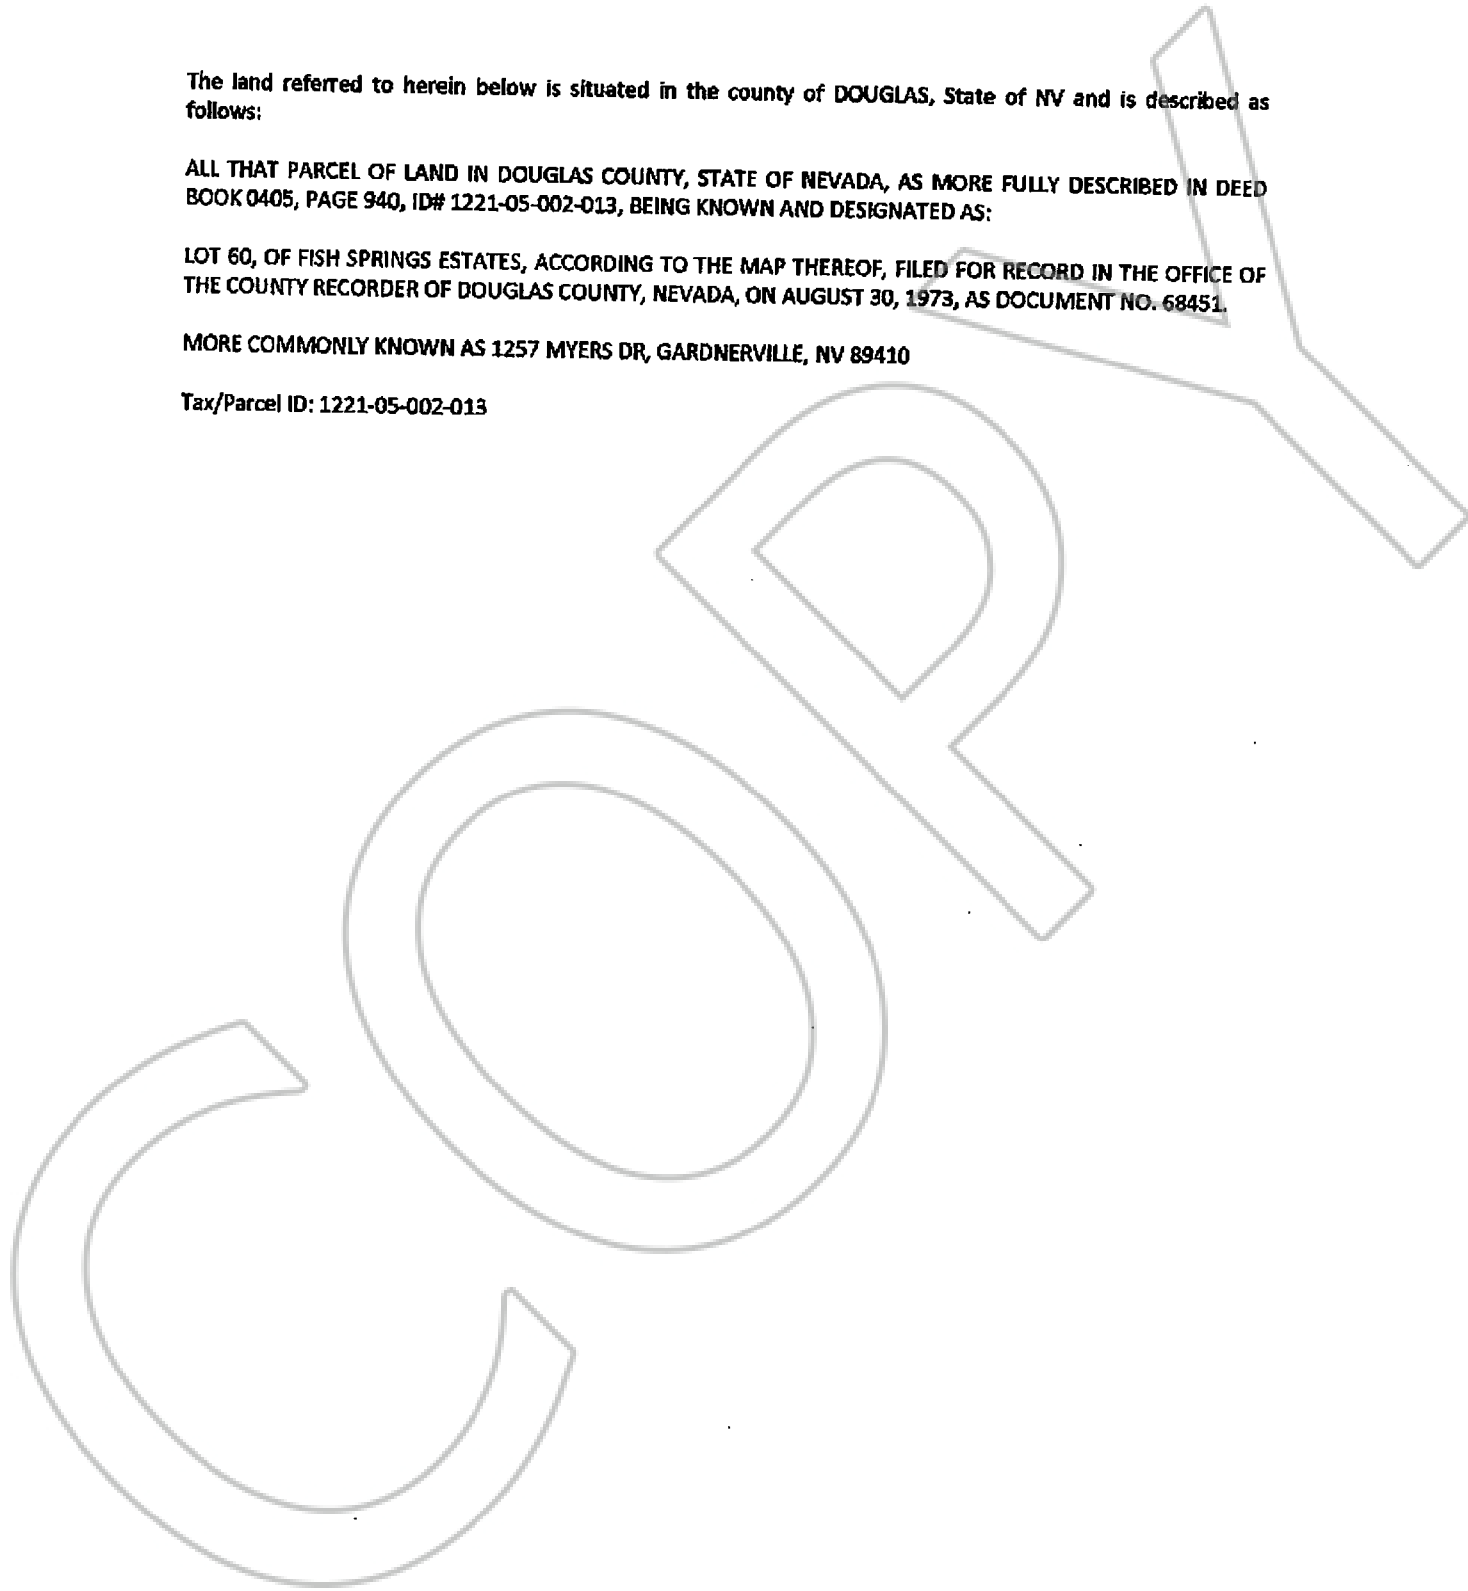 The land referred to herein below is situated in the county of DOUGLAS, State of NV and is described as
follows:
ALL THAT PARCEL OF LAND IN DOUGLAS COUNTY, STATE OF NEVADA, AS MORE FULLY DESCRIBED IN DEED
BOOK 0405, PAGE 940, ID# 1221-05-002-013, BEING KNOWN AND DESIGNATED AS:
LOT 60, OF FISH SPRINGS ESTATES, ACCORDING TO THE MAP THEREOF, FILED FOR RECORD IN THE OFFICE OF
THE COUNTY RECORDER OF DOUGLAS COUNTY, NEVADA, ON AUGUST 30, 1973, AS DOCUMENT NO. 68451.
MORE COMMONLY KNOWN AS 1257 MYERS DR, GARDNERVILLE, NV 89410
Tax/Parcel ID: 1221-05-002-013
COPY